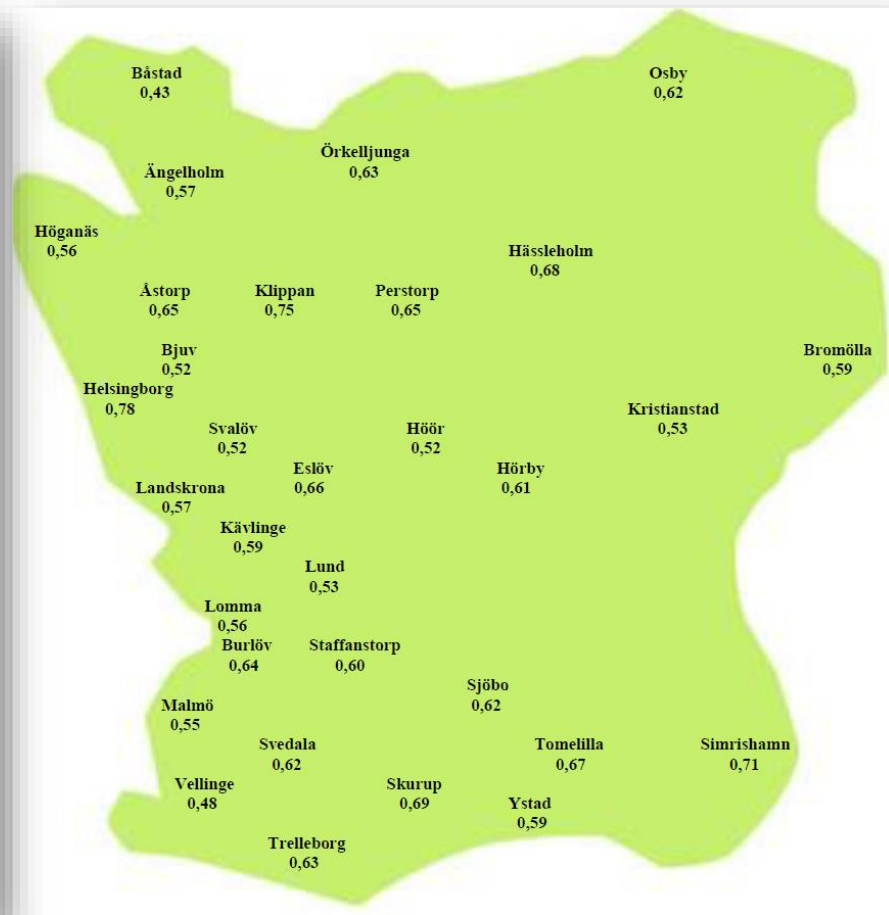 Båstad
0,43
Osby
0,62
Örkelljunga
0,63
Ängelholm
0,57
Höganäs
0,56
Hässleholm
0,68
Åstorp
0,65
Klippan
0,75
Perstorp
0,65
Bjuv
0,52
Bromölla
0,59
Helsingborg
0,78
Kristianstad
0,53
Svalöv
0,52
Höör
0,52
Eslöv
0,66
Hörby
0,61
Landskrona
0,57
Kävlinge
0,59
Lund
0,53
Lomma
0,56
Burlöv
0,64
Staffanstorp
0,60
Sjöbo
0,62
Malmö
0,55
Svedala
0,62
Tomelilla
0,67
Simrishamn
0,71
Vellinge
0,48
Skurup
0,69
Ystad
0,59
Trelleborg
0,63